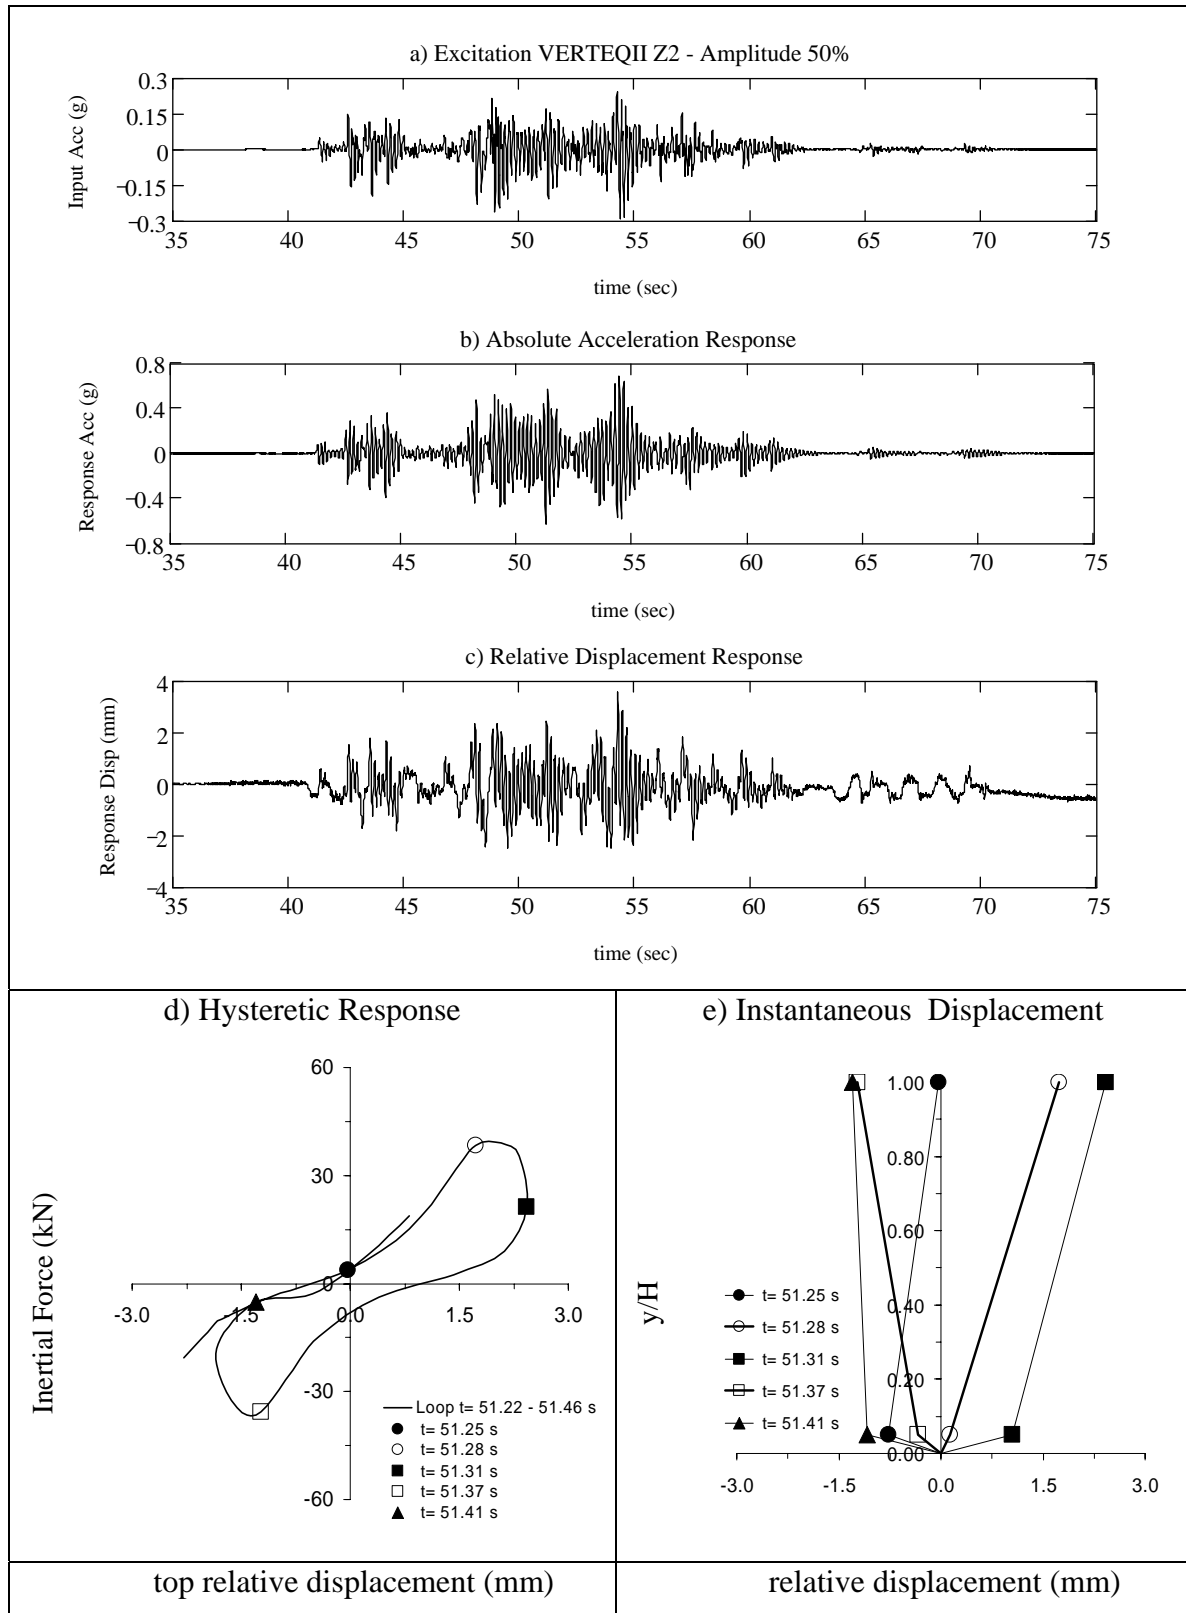 a) Excitation VERTEQII Z2 - Amplitude 50%
Input Acc (g)
0.3
0.15
0
−0.15
−0.3
35 40 45 50 55 60 65 70 75
time (sec)
b) Absolute Acceleration Response
Response Acc (g)
0.8
0.4
0
−0.4
−0.8
35 40 45 50 55 60 65 70 75
time (sec)
c) Relative Displacement Response
Response Disp (mm)
4
2
0
−2
−4
35 40 45 50 55 60 65 70 75
time (sec)
d) Hysteretic Response
Inertial Force (kN)
60
30
0
-30
-60
-3.0 -1.5 0.0 1.5 3.0
Loop t= 51.22 - 51.46 s
t= 51.25 s
t= 51.28 s
t= 51.31 s
t= 51.37 s
t= 51.41 s
top relative displacement (mm)
e) Instantaneous Displacement
y/H
1.00
0.80
0.60
0.40
0.20
0.00
-3.0 -1.5 0.0 1.5 3.0
t= 51.25 s
t= 51.28 s
t= 51.31 s
t= 51.37 s
t= 51.41 s
relative displacement (mm)